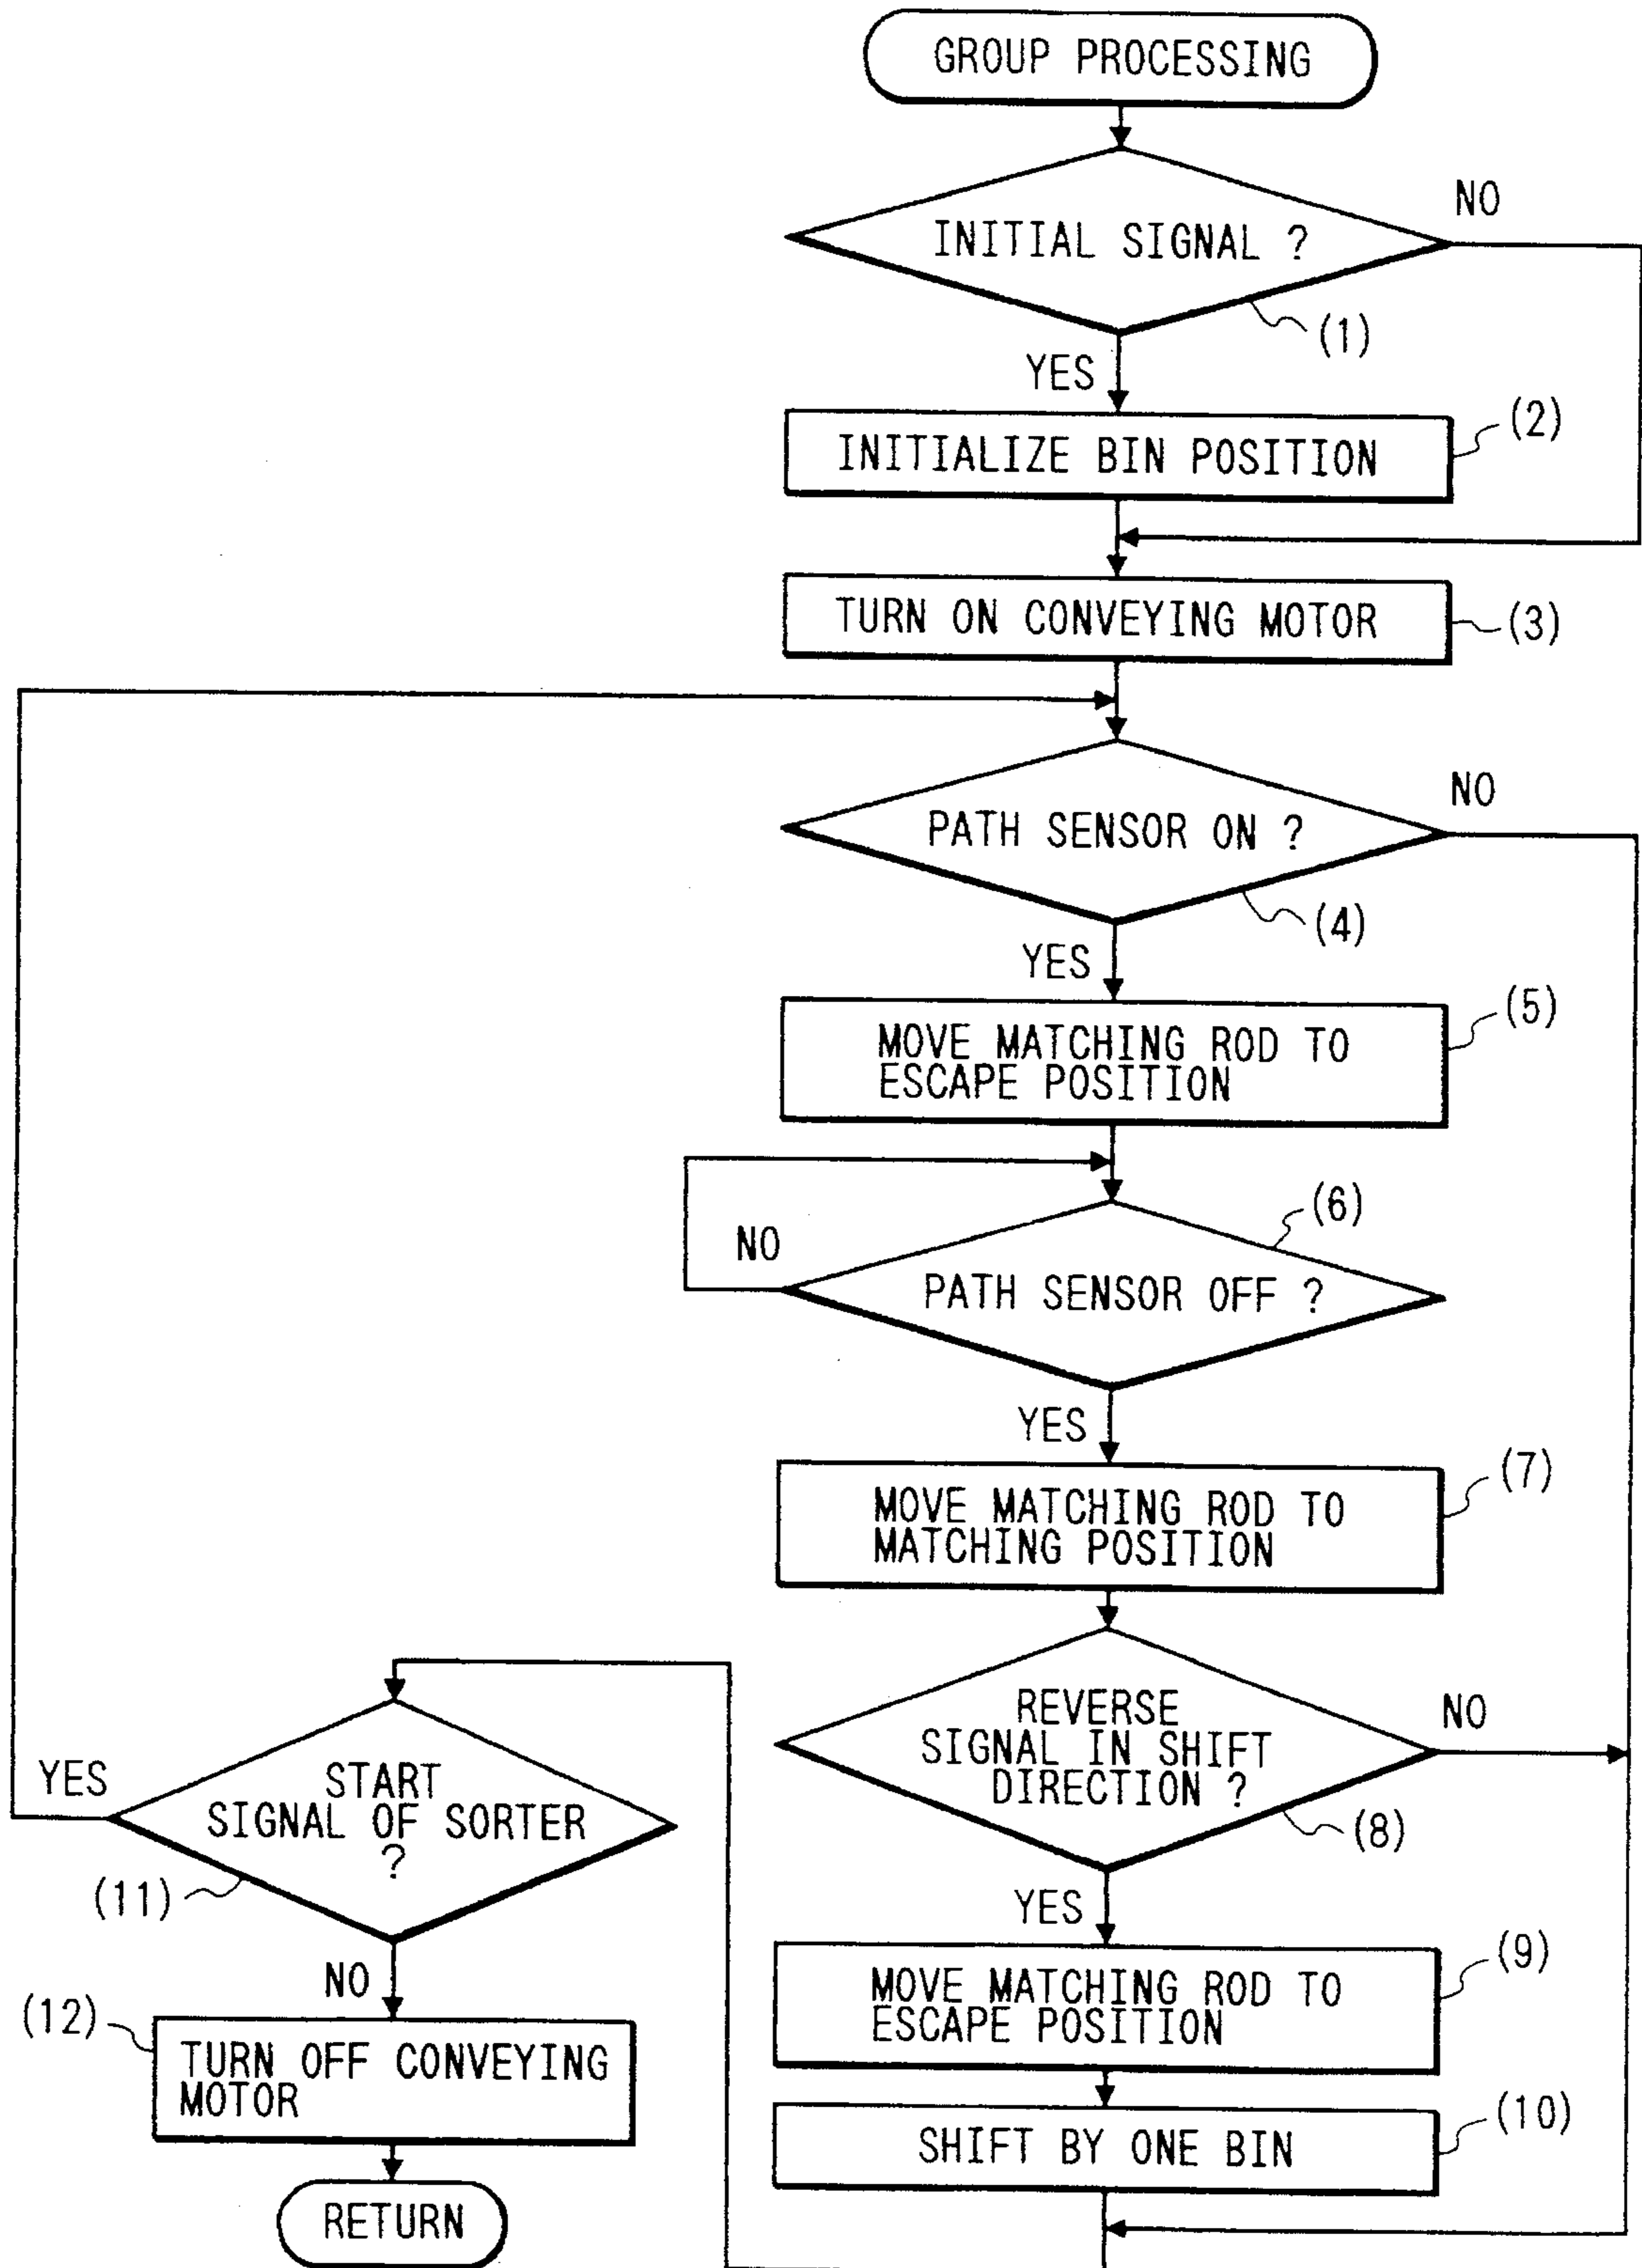 GROUP PROCESSING
INITIAL SIGNAL ?
NO
(1)
YES
INITIALIZE BIN POSITION
(2)
TURN ON CONVEYING MOTOR
(3)
PATH SENSOR ON ?
NO
(4)
YES
MOVE MATCHING ROD TO
ESCAPE POSITION
(5)
PATH SENSOR OFF ?
(6)
NO
YES
MOVE MATCHING ROD TO
MATCHING POSITION
(7)
REVERSE
SIGNAL IN SHIFT
DIRECTION ?
NO
(8)
YES
MOVE MATCHING ROD TO
ESCAPE POSITION
(9)
SHIFT BY ONE BIN
(10)
START
SIGNAL OF SORTER
?
YES
(11)
NO
(12)
TURN OFF CONVEYING
MOTOR
RETURN